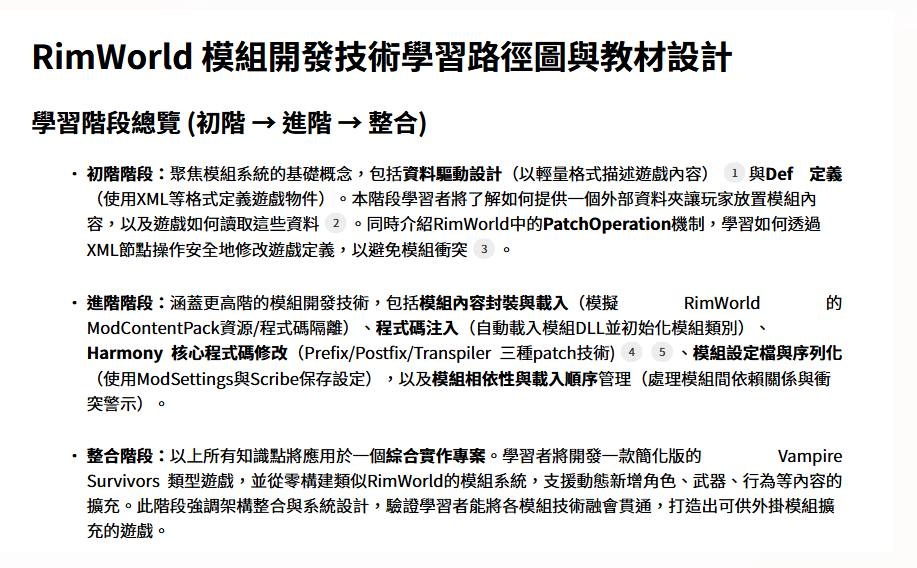 RimWorld 模組開發技術學習路徑圖與教材設計
學習階段總覽 (初階 → 進階 → 整合)
• 初階階段：聚焦模組系統的基礎概念，包括資料驅動設計（以輕量格式描述遊戲內容） 1 與Def 定義
（使用XML等格式定義遊戲物件）。本階段學習者將了解如何提供一個外部資料夾讓玩家放置模組內
容，以及遊戲如何讀取這些資料 2 。同時介紹RimWorld中的PatchOperation機制，學習如何透過
XML節點操作安全地修改遊戲定義，以避免模組衝突 3 。
• 進階階段：涵蓋更高階的模組開發技術，包括模組內容封裝與載入（模擬 RimWorld 的
ModContentPack資源/程式碼隔離）、程式碼注入（自動載入模組DLL並初始化模組類別）、
Harmony 核心程式碼修改（Prefix/Postfix/Transpiler 三種patch技術) 4 5 、模組設定檔與序列化
（使用ModSettings與Scribe保存設定），以及模組相依性與載入順序管理（處理模組間依賴關係與衝
突警示）。
• 整合階段：以上所有知識點將應用於一個綜合實作專案。學習者將開發一款簡化版的 Vampire
Survivors 類型遊戲，並從零構建類似RimWorld的模組系統，支援動態新增角色、武器、行為等內容的
擴充。此階段強調架構整合與系統設計，驗證學習者能將各模組技術融會貫通，打造出可供外掛模組擴
充的遊戲。